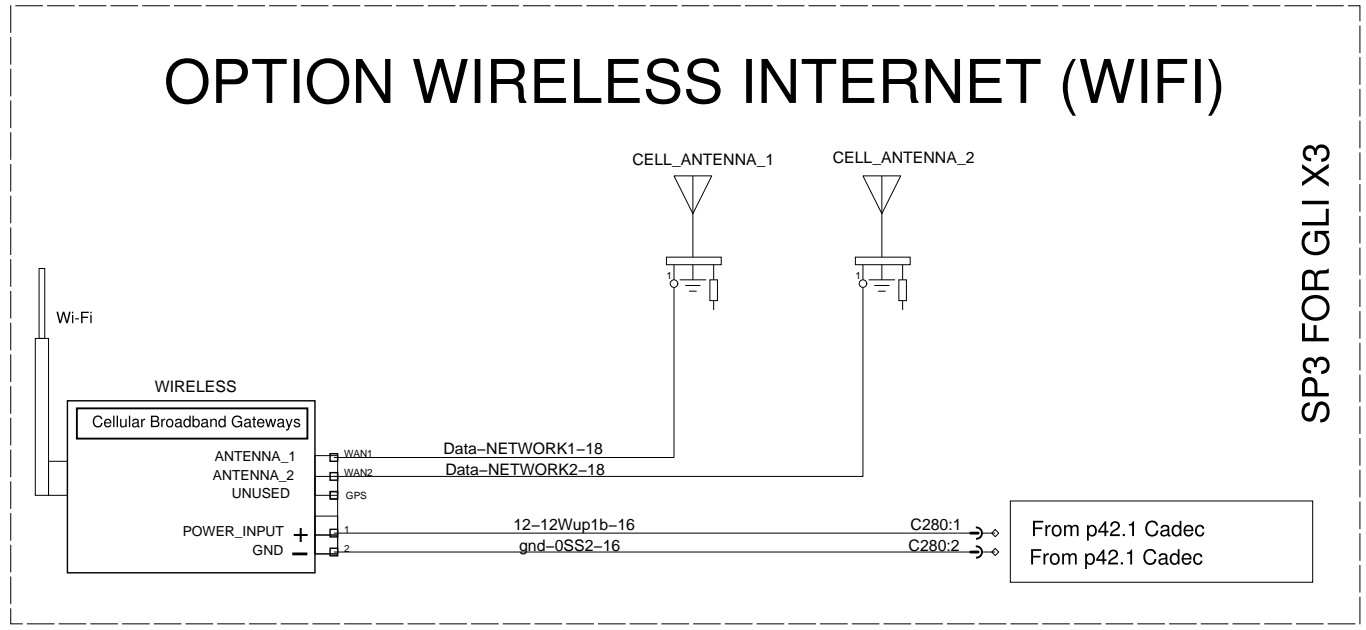 OPTION WIRELESS INTERNET (WIFI)
SP3 FOR GLI X3
CELL_ANTENNA_1
CELL_ANTENNA_2
1
1
Wi-Fi
WIRELESS
Cellular Broadband Gateways
ANTENNA_1 WAN1 Data-NETWORK1-18
ANTENNA_2 WAN2 Data-NETWORK2-18
UNUSED GPS
POWER_INPUT + 1 12-12Wup1b-16 C280:1 From p42.1 Cadec
GND - 2 gnd-0SS2-16 C280:2 From p42.1 Cadec